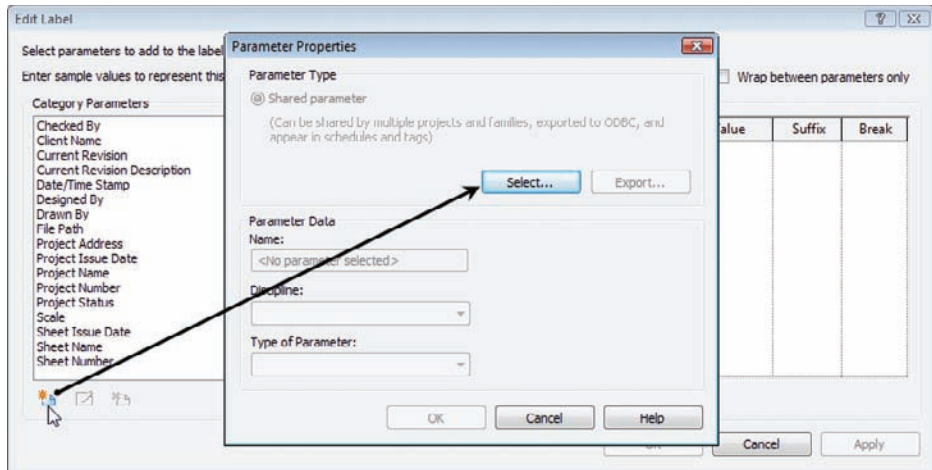 Edit Label
Select parameters to add to the label
Enter sample values to represent this
Wrap between parameters only
Category Parameters
Checked By
Client Name
Current Revision
Current Revision Description
Date/Time Stamp
Designed By
Drawn By
File Path
Project Address
Project Issue Date
Project Name
Project Number
Project Status
Scale
Sheet Issue Date
Sheet Name
Sheet Number
alue Suffix Break
Parameter Properties
Parameter Type
Shared parameter
(Can be shared by multiple projects and families, exported to ODBC, and
appear in schedules and tags)
Select... Export...
Parameter Data
Name:
<No parameter selected>
Discipline:
Type of Parameter:
OK Cancel Help
Cancel Apply